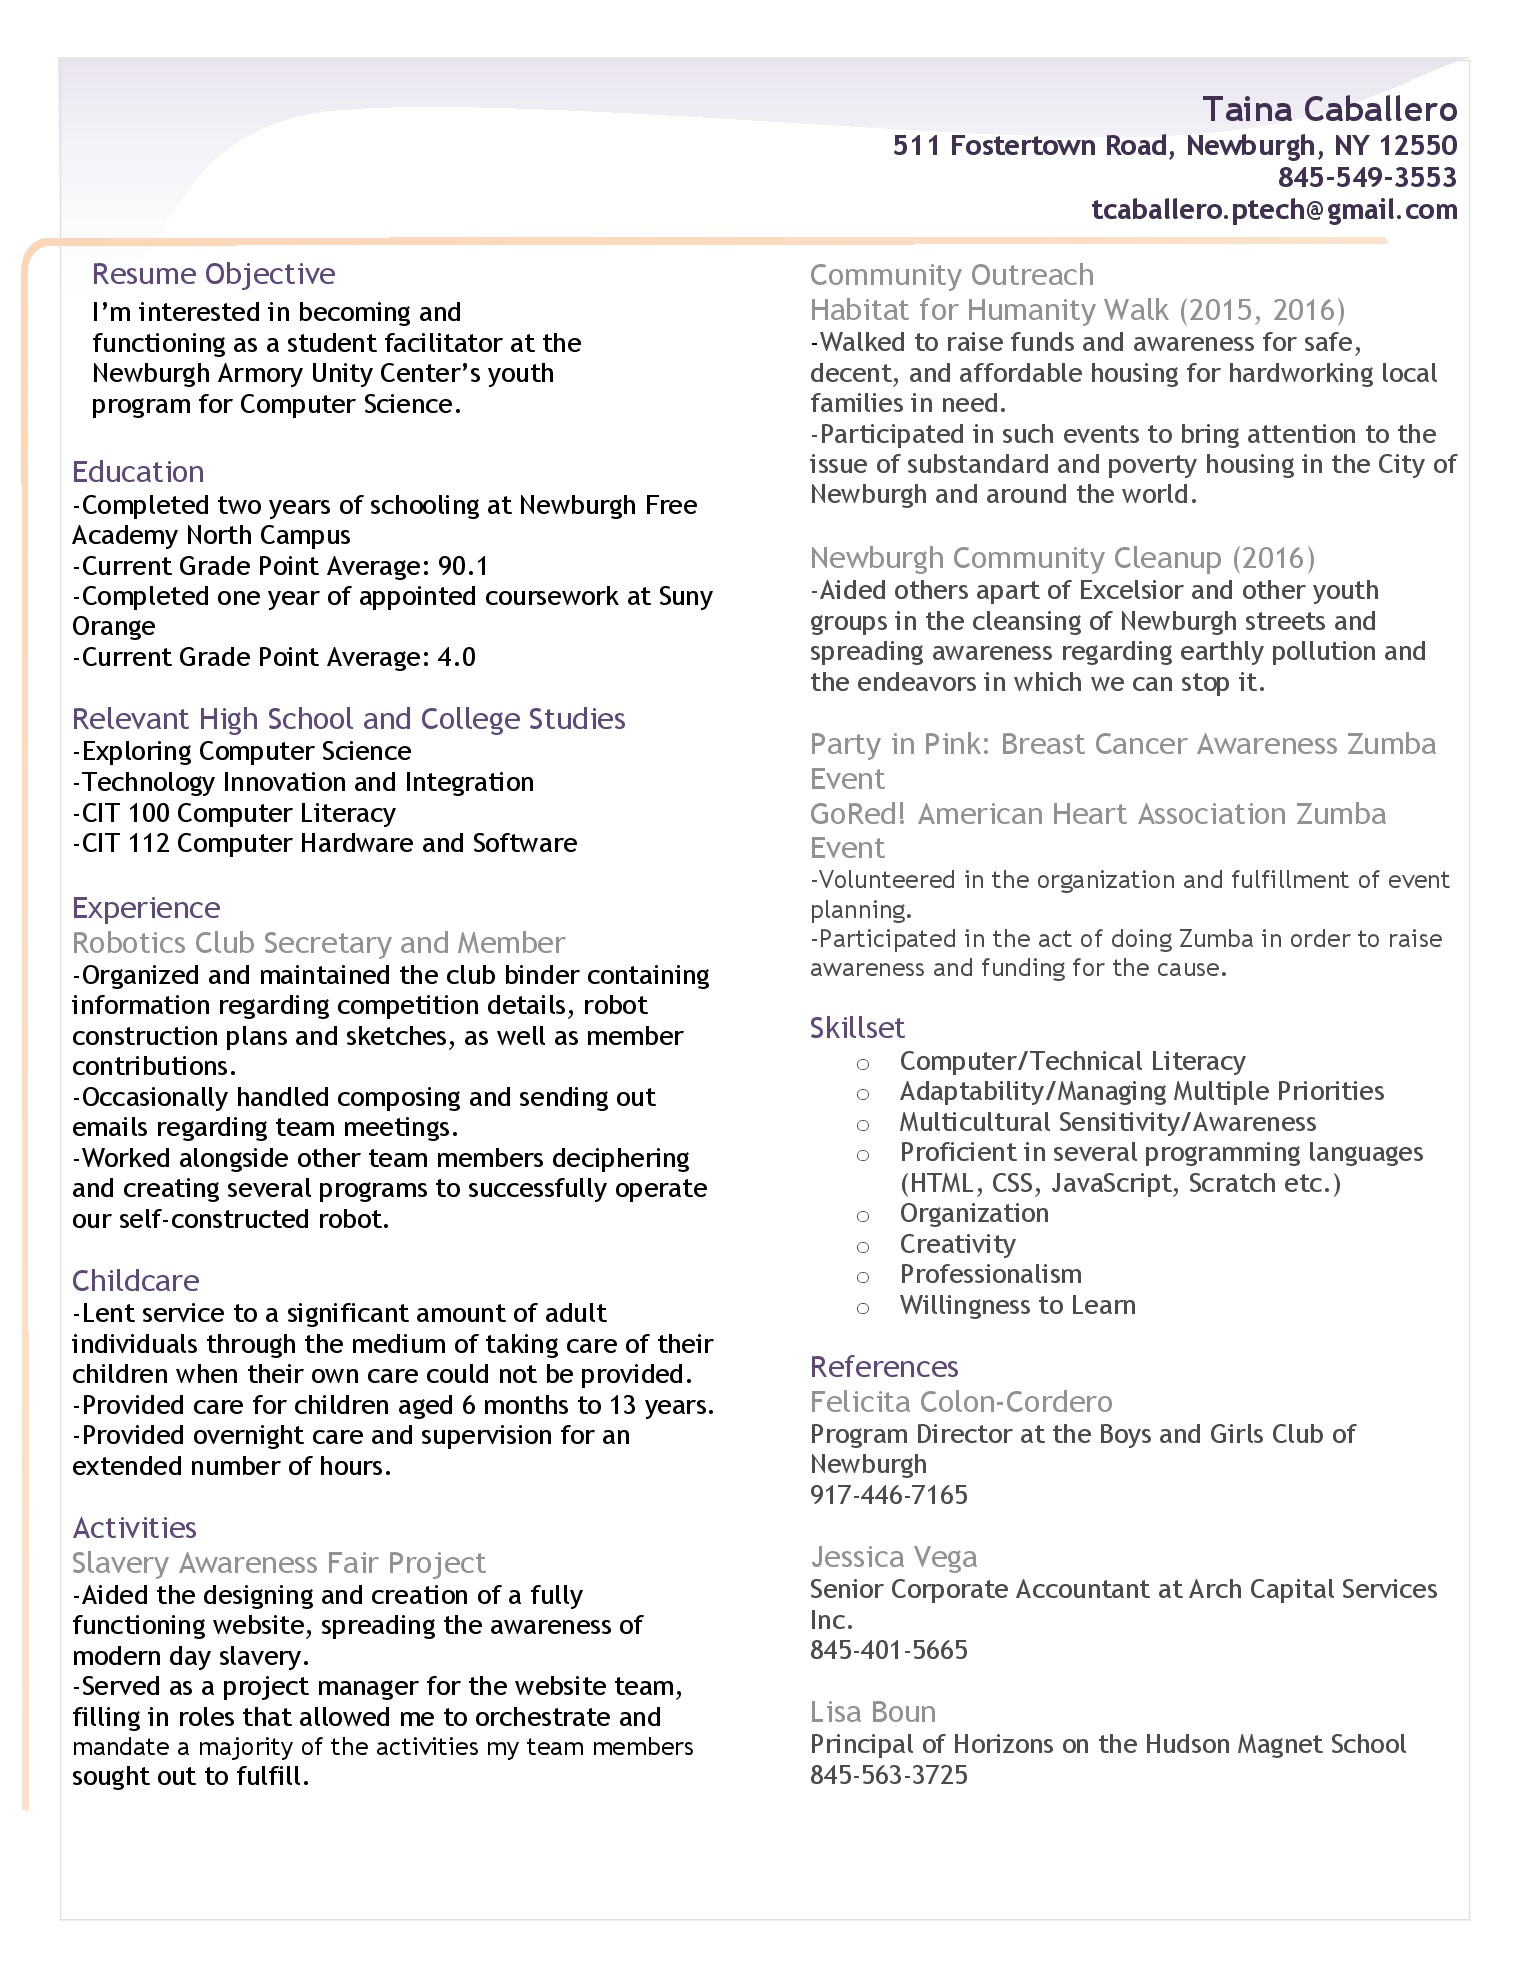 Taina Caballero
511 Fostertown Road, Newburgh, NY 12550
845-549-3553
tcaballero.ptech@gmail.com
Resume Objective
I'm interested in becoming and
functioning as a student facilitator at the
Newburgh Armory Unity Center's youth
program for Computer Science.
Education
-Completed two years of schooling at Newburgh Free
Academy North Campus
-Current Grade Point Average: 90.1
-Completed one year of appointed coursework at Suny
Orange
-Current Grade Point Average: 4.0
Relevant High School and College Studies
-Exploring Computer Science
-Technology Innovation and Integration
-CIT 100 Computer Literacy
-CIT 112 Computer Hardware and Software
Experience
Robotics Club Secretary and Member
-Organized and maintained the club binder containing
information regarding competition details, robot
construction plans and sketches, as well as member
contributions.
-Occasionally handled composing and sending out
emails regarding team meetings.
-Worked alongside other team members deciphering
and creating several programs to successfully operate
our self-constructed robot.
Childcare
-Lent service to a significant amount of adult
individuals through the medium of taking care of their
children when their own care could not be provided.
-Provided care for children aged 6 months to 13 years.
-Provided overnight care and supervision for an
extended number of hours.
Activities
Slavery Awareness Fair Project
-Aided the designing and creation of a fully
functioning website, spreading the awareness of
modern day slavery.
-Served as a project manager for the website team,
filling in roles that allowed me to orchestrate and
mandate a majority of the activities my team members
sought out to fulfill.
Community Outreach
Habitat for Humanity Walk (2015, 2016)
-Walked to raise funds and awareness for safe,
decent, and affordable housing for hardworking local
families in need.
-Participated in such events to bring attention to the
issue of substandard and poverty housing in the City of
Newburgh and around the world.
Newburgh Community Cleanup (2016)
-Aided others apart of Excelsior and other youth
groups in the cleansing of Newburgh streets and
spreading awareness regarding earthly pollution and
the endeavors in which we can stop it.
Party in Pink: Breast Cancer Awareness Zumba
Event
GoRed! American Heart Association Zumba
Event
-Volunteered in the organization and fulfillment of event
planning.
-Participated in the act of doing Zumba in order to raise
awareness and funding for the cause.
Skillset
o Computer/Technical Literacy
o Adaptability/Managing Multiple Priorities
o Multicultural Sensitivity/Awareness
o Proficient in several programming languages
(HTML, CSS, JavaScript, Scratch etc.)
o Organization
o Creativity
o Professionalism
o Willingness to Learn
References
Felicita Colon-Cordero
Program Director at the Boys and Girls Club of
Newburgh
917-446-7165
Jessica Vega
Senior Corporate Accountant at Arch Capital Services
Inc.
845-401-5665
Lisa Boun
Principal of Horizons on the Hudson Magnet School
845-563-3725